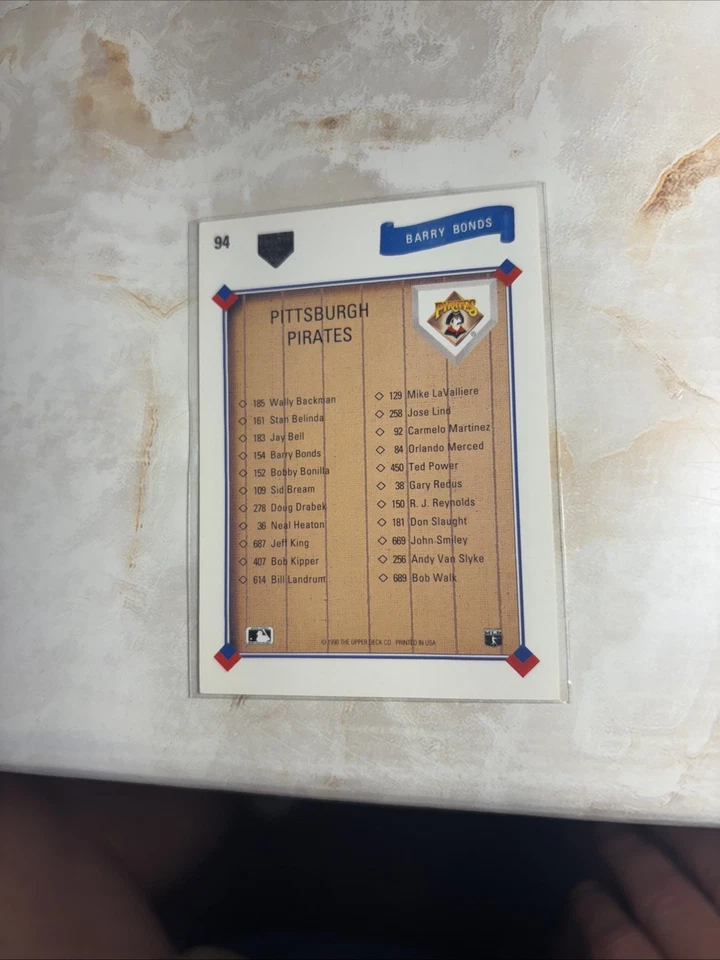 94
BARRY BONDS
PITTSBURGH
PIRATES
PIRATES
®
185 Wally Backman
161 Stan Belinda
183 Jay Bell
154 Barry Bonds
152 Bobby Bonilla
109 Sid Bream
278 Doug Drabek
36 Neal Heaton
687 Jeff King
407 Bob Kipper
614 Bill Landrum
129 Mike LaValliere
258 Jose Lind
92 Carmelo Martinez
84 Orlando Merced
450 Ted Power
38 Gary Redus
150 R. J. Reynolds
181 Don Slaught
669 John Smiley
256 Andy Van Slyke
689 Bob Walk
© 1990 THE UPPER DECK CO. PRINTED IN USA